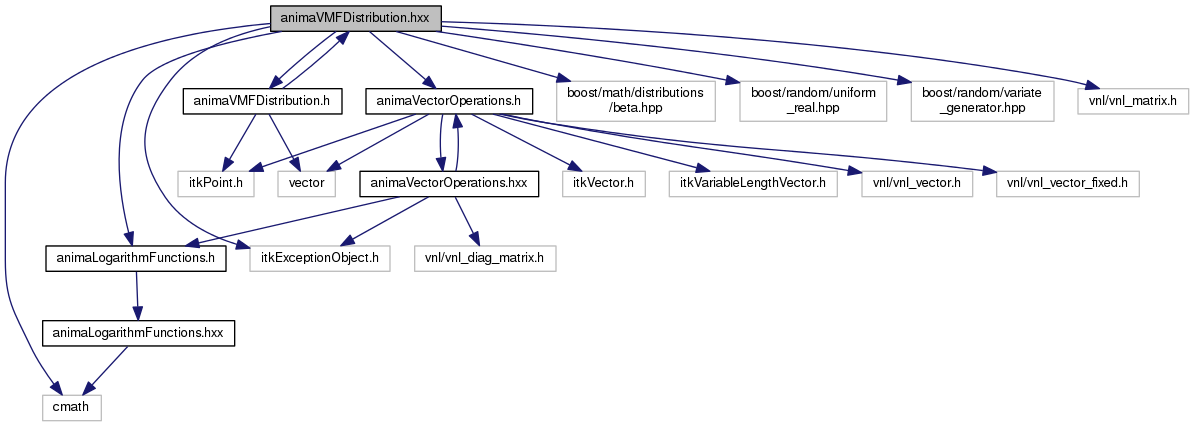 animaVMFDistribution.hxx
animaVMFDistribution.h
animaVectorOperations.h
boost/math/distributions
/beta.hpp
boost/random/uniform
_real.hpp
boost/random/variate
_generator.hpp
vnl/vnl_matrix.h
itkPoint.h
vector
animaVectorOperations.hxx
itkVector.h
itkVariableLengthVector.h
vnl/vnl_vector.h
vnl/vnl_vector_fixed.h
animaLogarithmFunctions.h
itkExceptionObject.h
vnl/vnl_diag_matrix.h
animaLogarithmFunctions.hxx
cmath